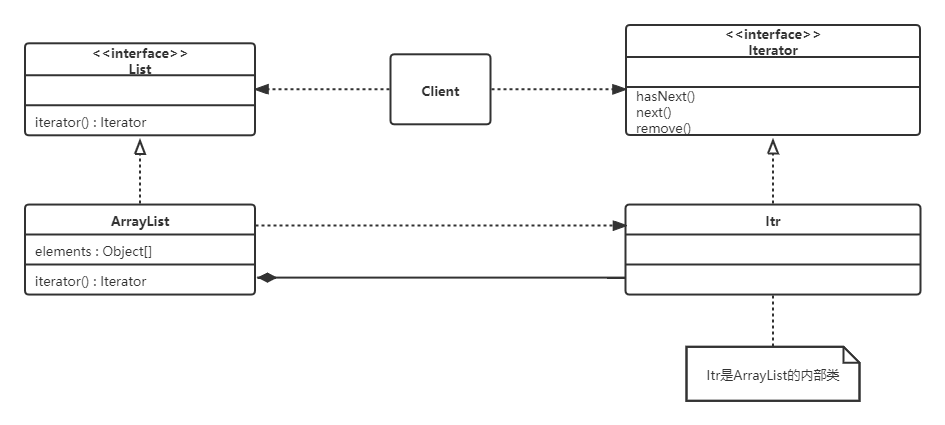 <<interface>>
List
iterator() : Iterator
Client
<<interface>>
Iterator
hasNext()
next()
remove()
ArrayList
elements : Object[]
iterator() : Iterator
Itr
Itr是ArrayList的内部类